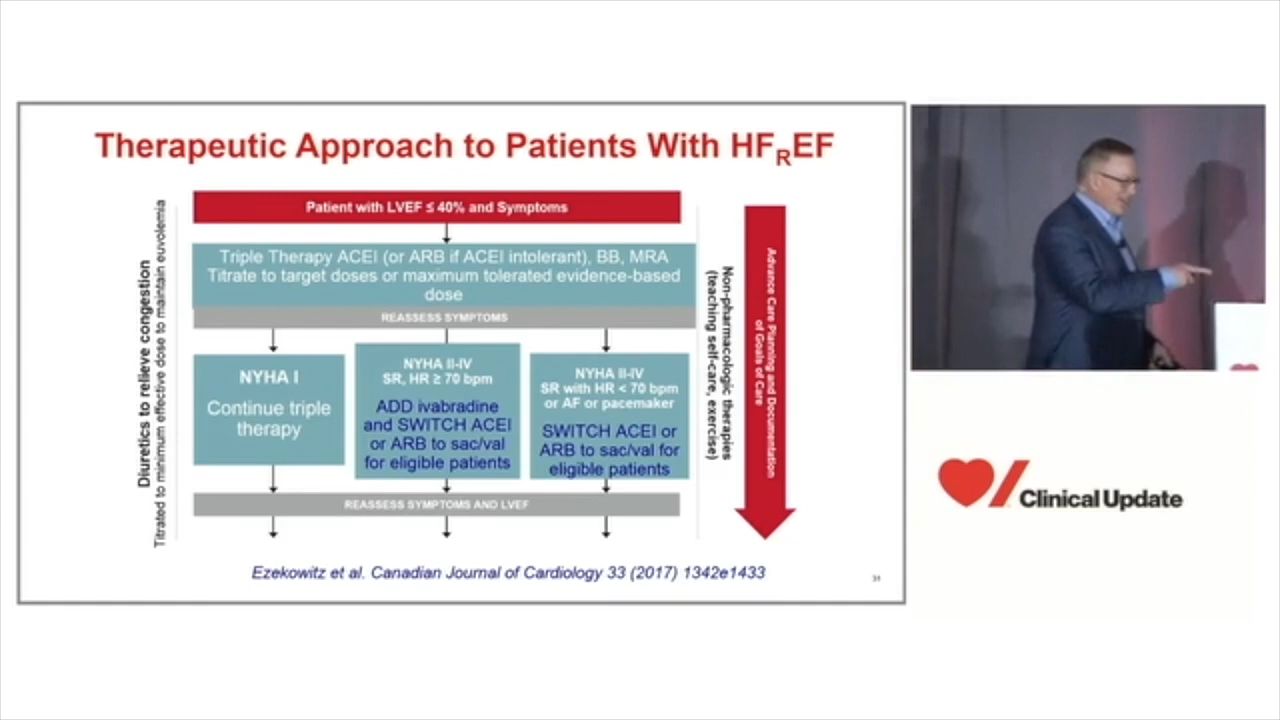 Therapeutic Approach to Patients With HFREF
Patient with LVEF ≤ 40% and Symptoms
Triple Therapy ACEI (or ARB if ACEI intolerant), BB, MRA
Titrate to target doses or maximum tolerated evidence-based
dose
REASSESS SYMPTOMS
NYHA I
Continue triple
therapy
NYHA II-IV
SR, HR ≥ 70 bpm
ADD ivabradine
and SWITCH ACEI
or ARB to sac/val
for eligible patients
NYHA II-IV
SR with HR < 70 bpm
or AF or pacemaker
SWITCH ACEI or
ARB to sac/val for
eligible patients
REASSESS SYMPTOMS AND LVEF
Diuretics to relieve congestion
Titrated to minimum effective dose to maintain euvolemia
Non-pharmacologic therapies
(teaching self-care, exercise)
Advance Care Planning and Documentation
of Goals of Care
Ezekowitz et al. Canadian Journal of Cardiology 33 (2017) 1342e1433
31
Clinical Update